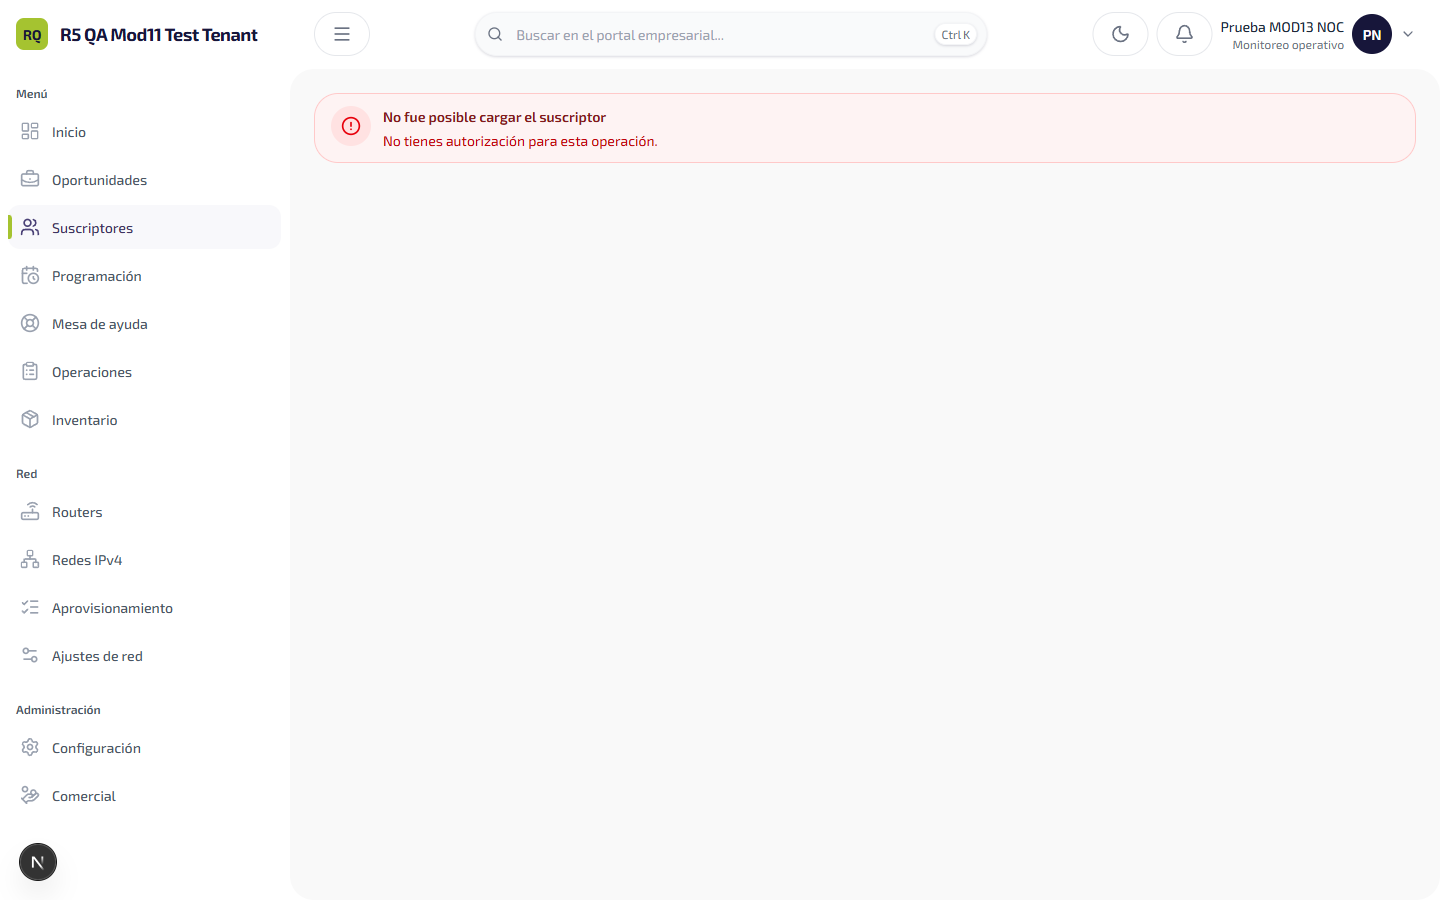 RQ R5 QA Mod11 Test Tenant
Buscar en el portal empresarial... Ctrl K
Prueba MOD13 NOC
Monitoreo operativo
PN
Menú
Inicio
Oportunidades
Suscriptores
Programación
Mesa de ayuda
Operaciones
Inventario
Red
Routers
Redes IPv4
Aprovisionamiento
Ajustes de red
Administración
Configuración
Comercial
N
No fue posible cargar el suscriptor
No tienes autorización para esta operación.